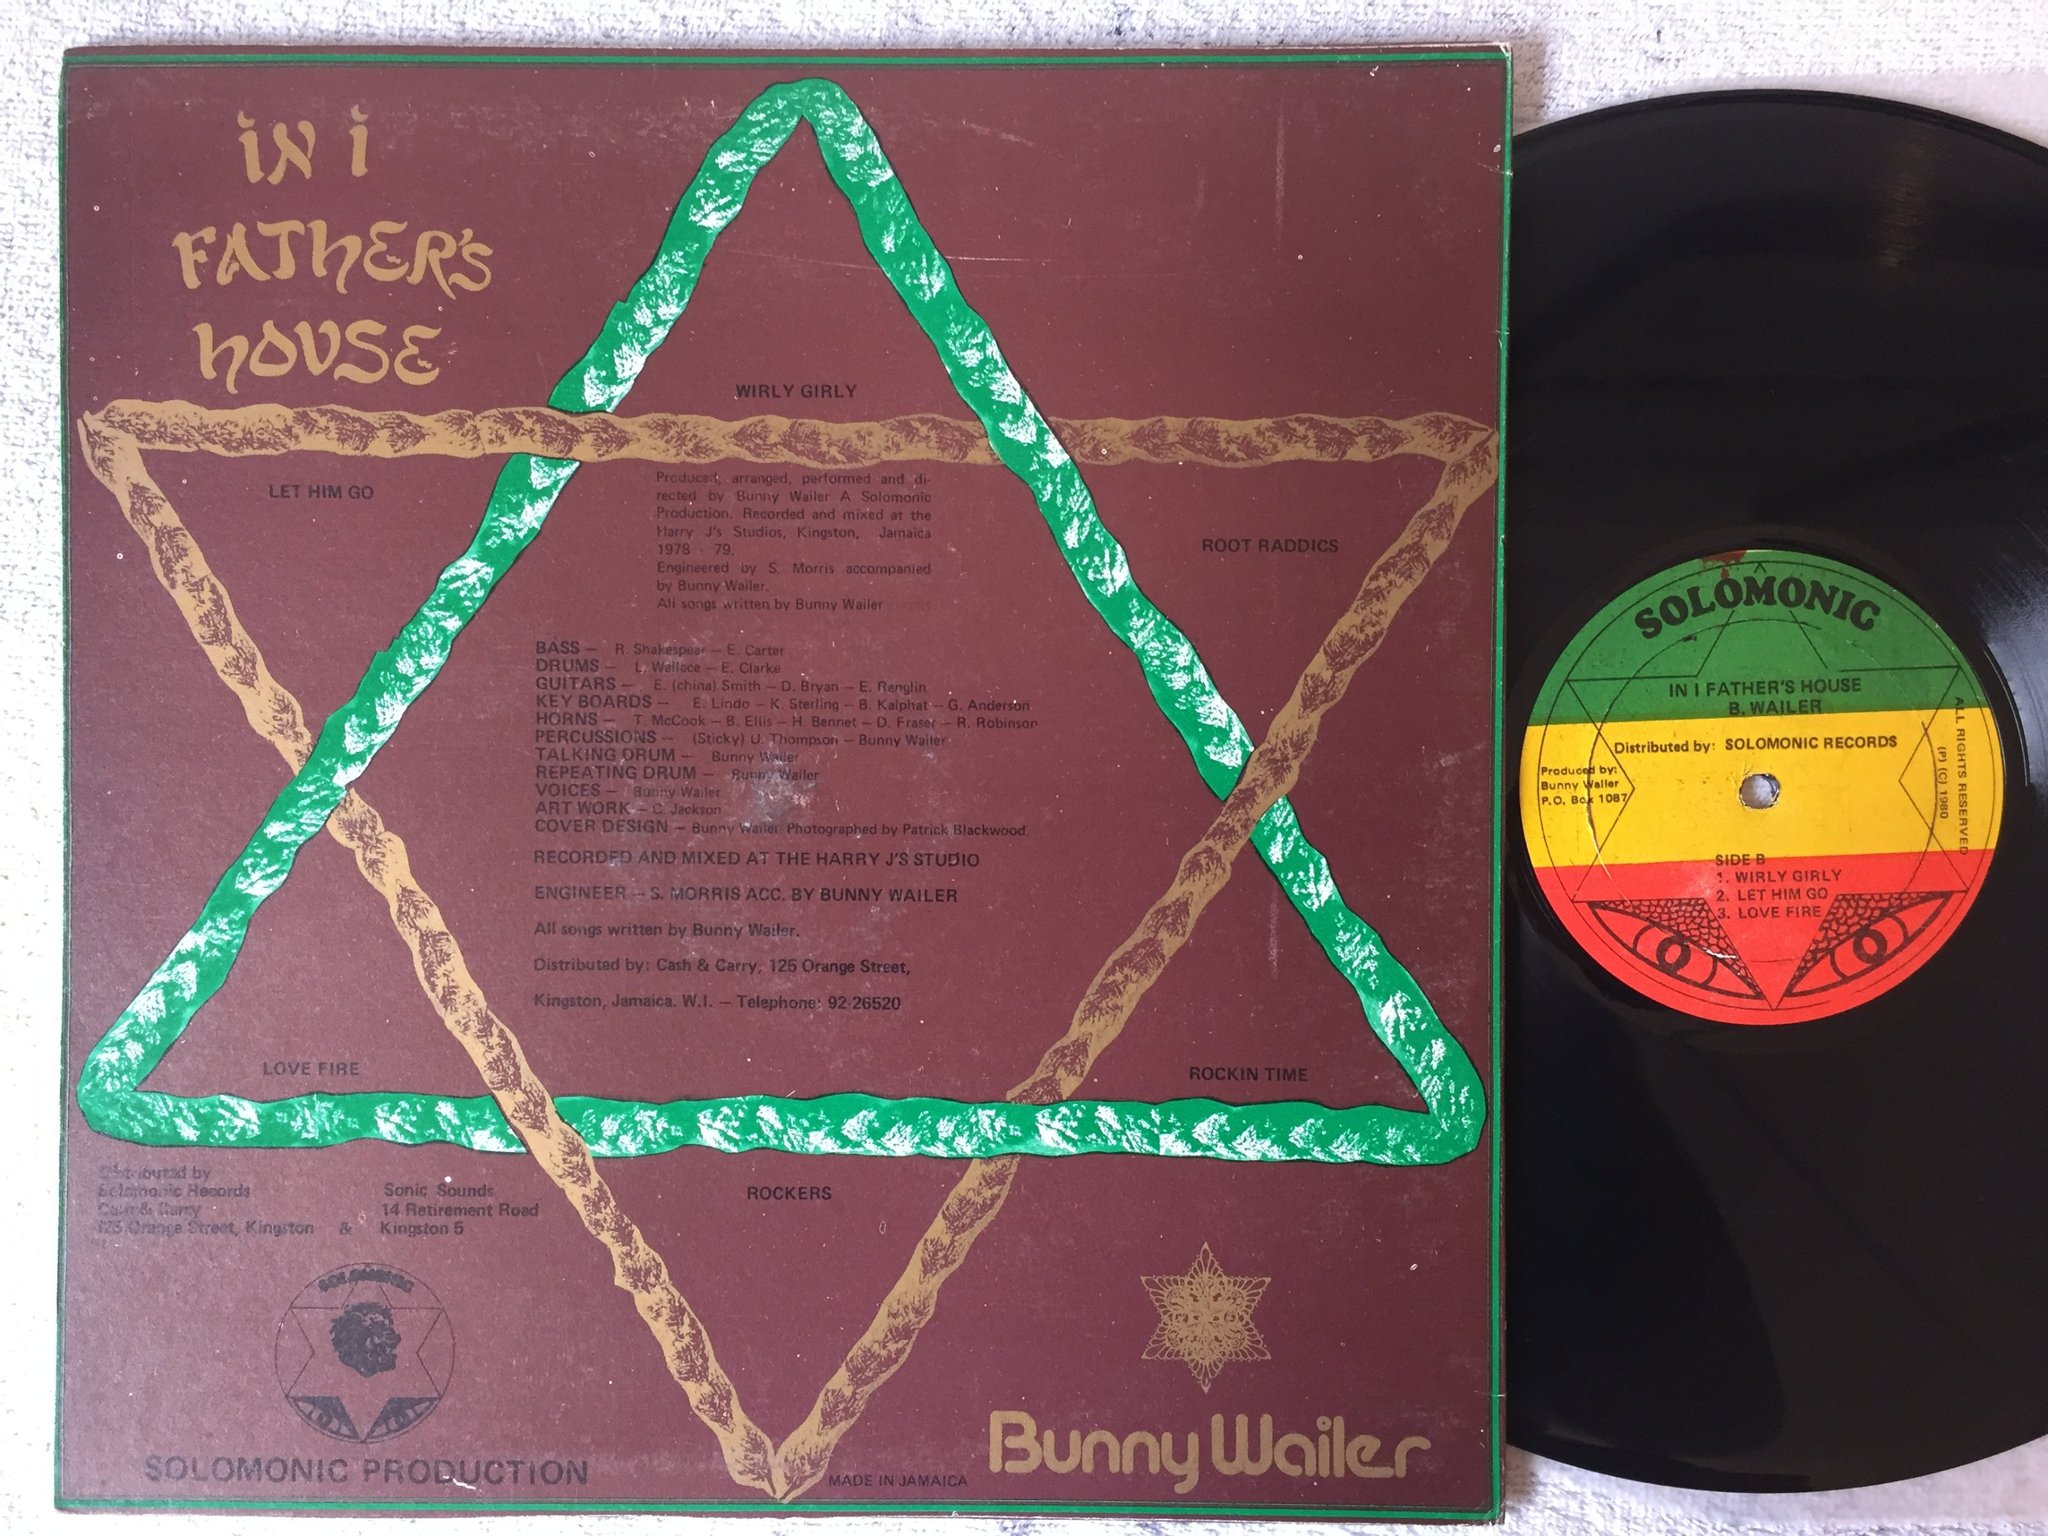 IN I
FATHER'S
HOUSE
WIRLY GIRLY
LET HIM GO
ROOT RADDICS
Produced, arranged, performed and di-
rected by Bunny Wailer A Solomonic
Production. Recorded and mixed at the
Harry J's Studios, Kingston, Jamaica
1978 - 79.
Engineered by S. Morris accompanied
by Bunny Wailer.
All songs written by Bunny Wailer
BASS – R. Shakespear – E. Carter
DRUMS – L. Wallace – E. Clarke
GUITARS – E. (china) Smith – D. Bryan – E. Ranglin
KEY BOARDS – E. Lindo – K. Sterling – B. Kalphat – G. Anderson
HORNS – T. McCook – B. Ellis – H. Bennet – D. Fraser – R. Robinson
PERCUSSIONS – (Sticky) U. Thompson – Bunny Wailer
TALKING DRUM – Bunny Wailer
REPEATING DRUM – Bunny Wailer
VOICES – Bunny Wailer
ART WORK – C. Jackson
COVER DESIGN – Bunny Wailer Photographed by Patrick Blackwood.
RECORDED AND MIXED AT THE HARRY J'S STUDIO
ENGINEER – S. MORRIS ACC. BY BUNNY WAILER
All songs written by Bunny Wailer.
Distributed by: Cash & Carry, 125 Orange Street,
Kingston, Jamaica. W.I. – Telephone: 92-26520
LOVE FIRE
ROCKIN TIME
ROCKERS
Distributed by
Solomonic Records
Cash & Carry
125 Orange Street, Kingston &
Sonic Sounds
14 Retirement Road
Kingston 5
SOLOMONIC
SOLOMONIC PRODUCTION
MADE IN JAMAICA
Bunny Wailer
SOLOMONIC
IN I FATHER'S HOUSE
B. WAILER
Distributed by: SOLOMONIC RECORDS
Produced by:
Bunny Wailer
P.O. Box 1087
ALL RIGHTS RESERVED
(P) (C) 1980
SIDE B
1. WIRLY GIRLY
2. LET HIM GO
3. LOVE FIRE